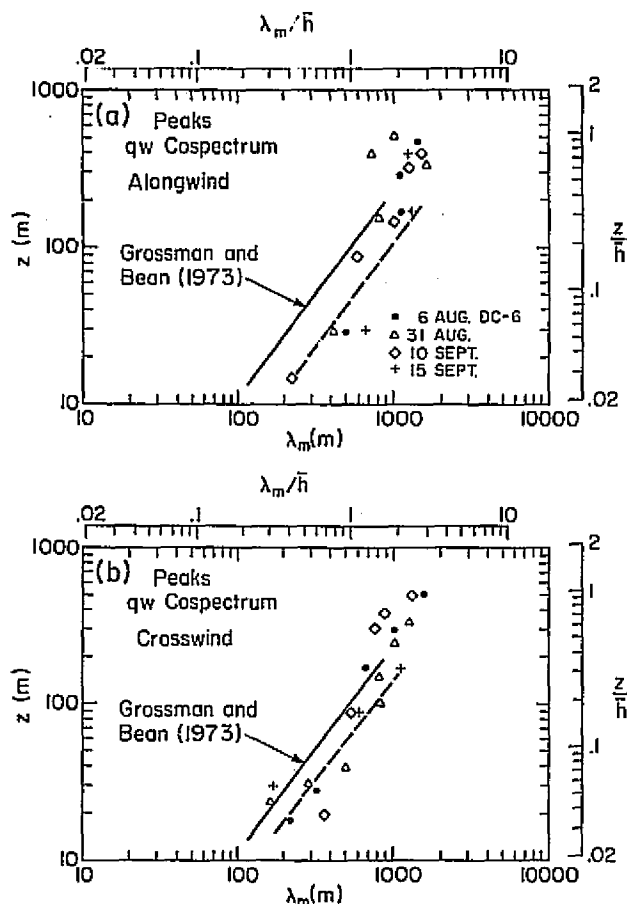 λm/h̄
.02 0.1 1 10
1000 100 10
z (m)
(a) Peaks
qw Cospectrum
Alongwind
Grossman and
Bean (1973)
6 AUG. DC-6
31 AUG.
10 SEPT.
15 SEPT.
2 1 .1 .02
z/h̄
10 100 1000 10000
λm(m)
λm/h̄
.02 0.1 1 10
1000 100 10
z (m)
(b) Peaks
qw Cospectrum
Crosswind
Grossman and
Bean (1973)
2 1 .1 .02
z/h̄
10 100 1000 10000
λm(m)